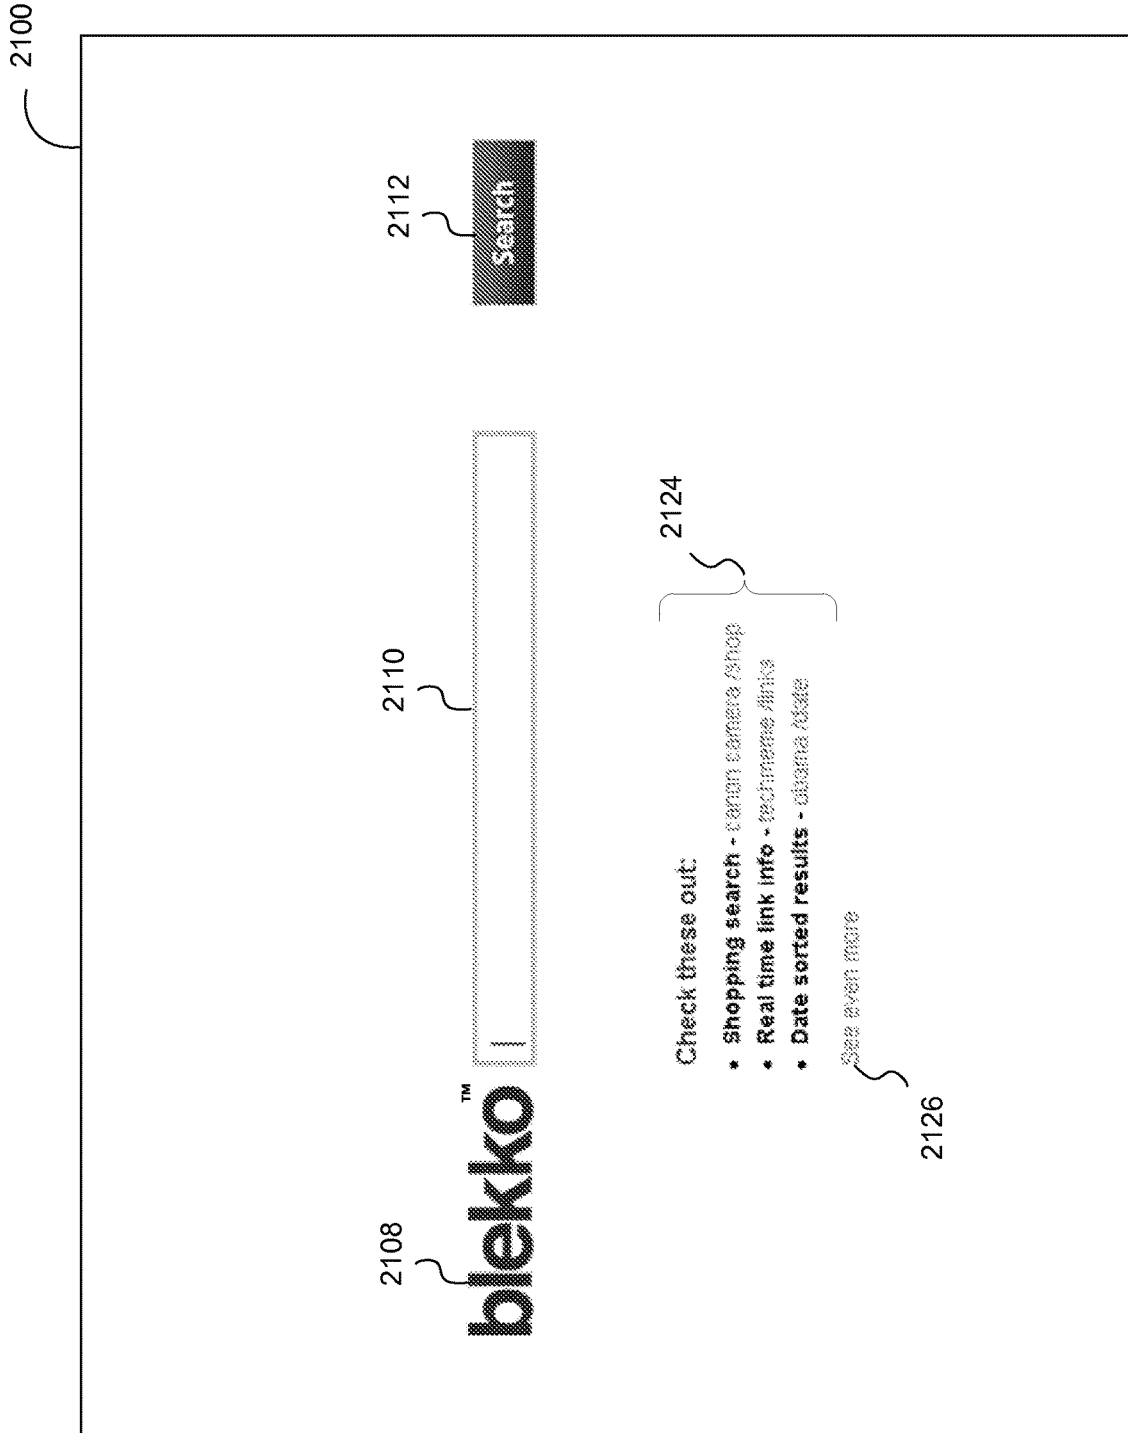 2100
2108
2110
2112
blekko™
Search
2124
Check these out:
• Shopping search - canon camera /shop
• Real time link info - techmeme /links
• Date sorted results - obama /date
See even more
2126